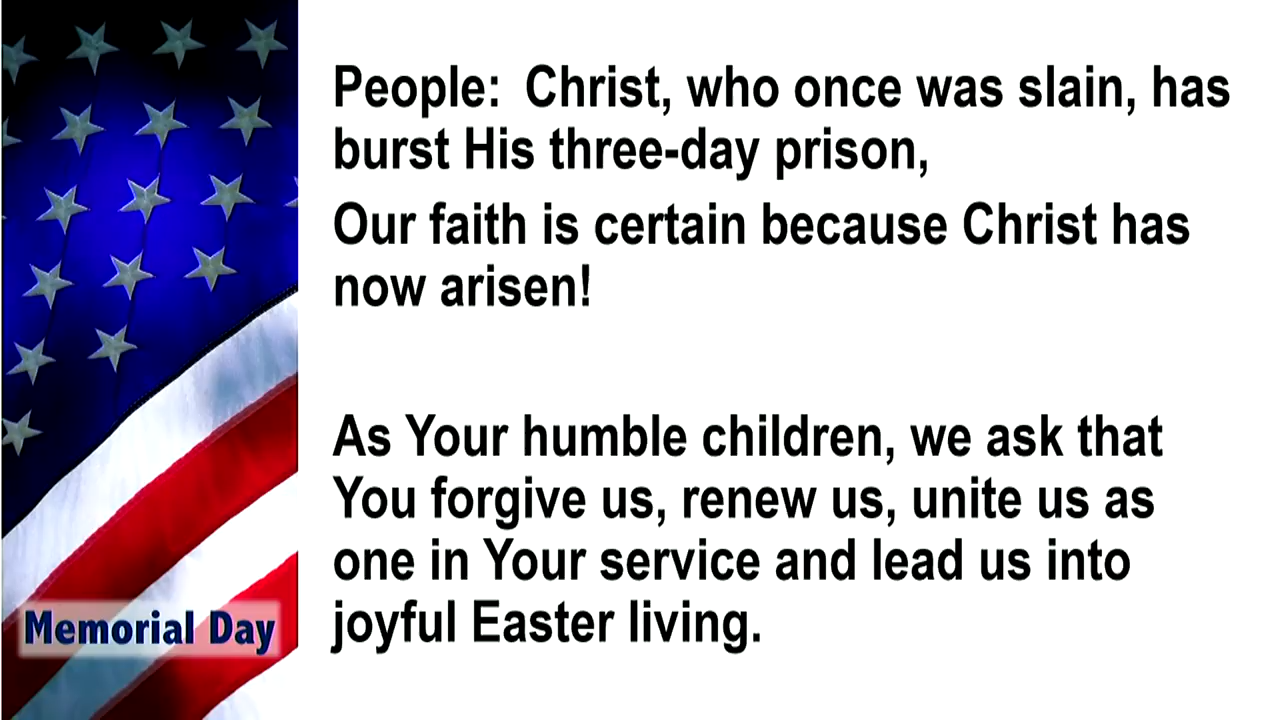 People:  Christ, who once was slain, has
burst His three-day prison,
Our faith is certain because Christ has
now arisen!
As Your humble children, we ask that
You forgive us, renew us, unite us as
one in Your service and lead us into
joyful Easter living.
Memorial Day